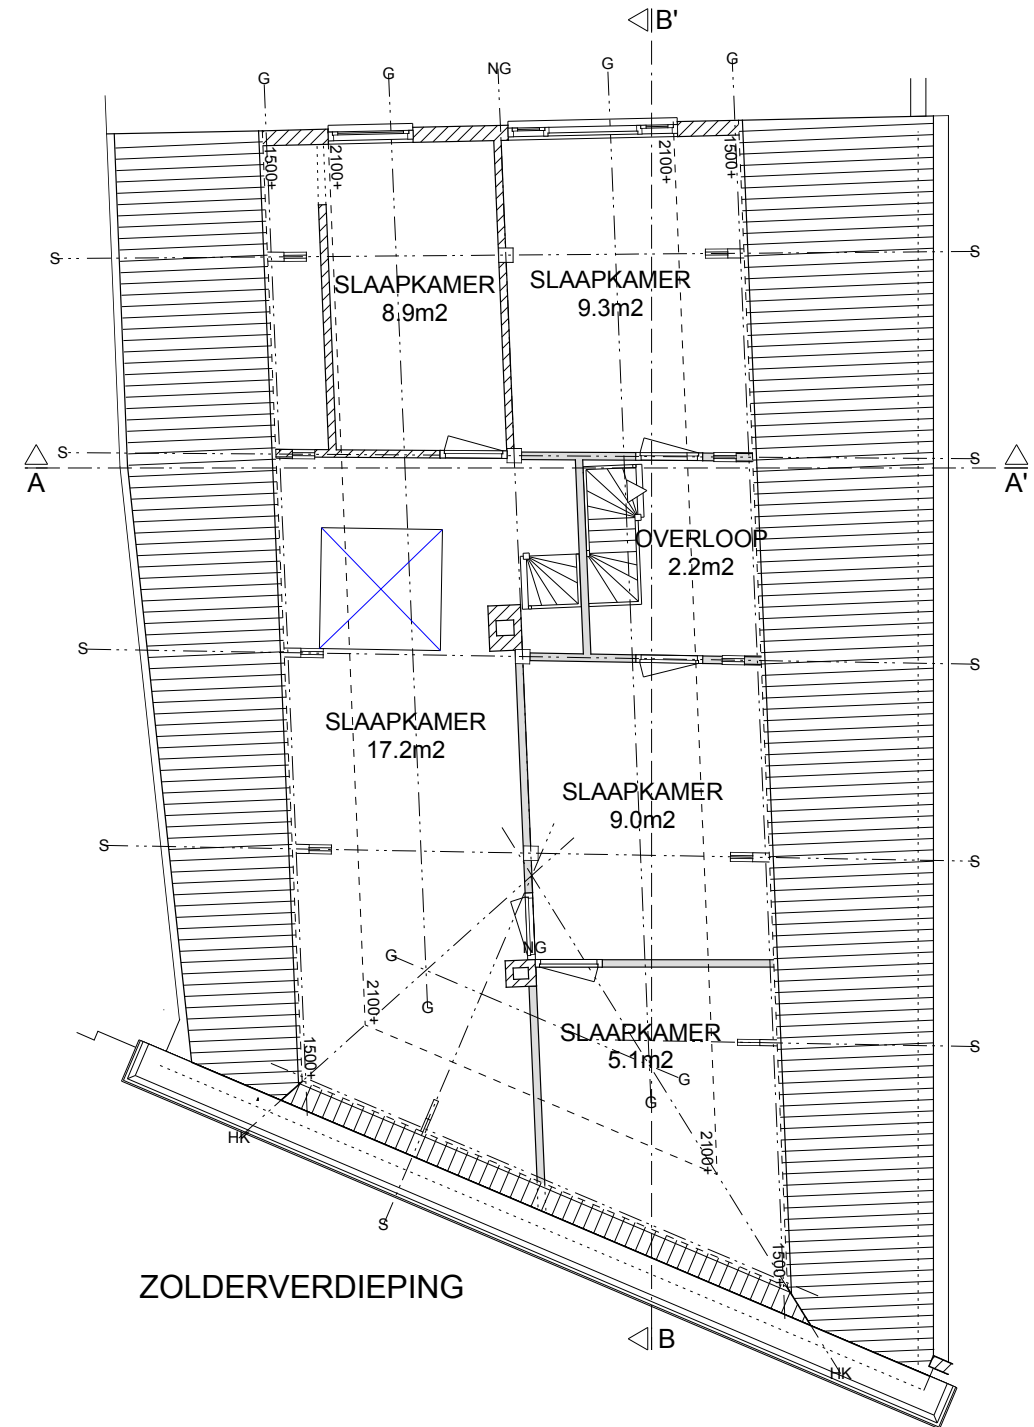 B'
G
G
NG
G
G
1500+
2100+
2100+
1500+
S
S
SLAAPKAMER
8.9m2
SLAAPKAMER
9.3m2
S
S
A
A'
OVERLOOP
2.2m2
S
S
SLAAPKAMER
17.2m2
SLAAPKAMER
9.0m2
S
S
NG
G
G
2100+
SLAAPKAMER
5.1m2
S
1500+
G
G
HK
2100+
S
1500+
ZOLDERVERDIEPING
B
HK